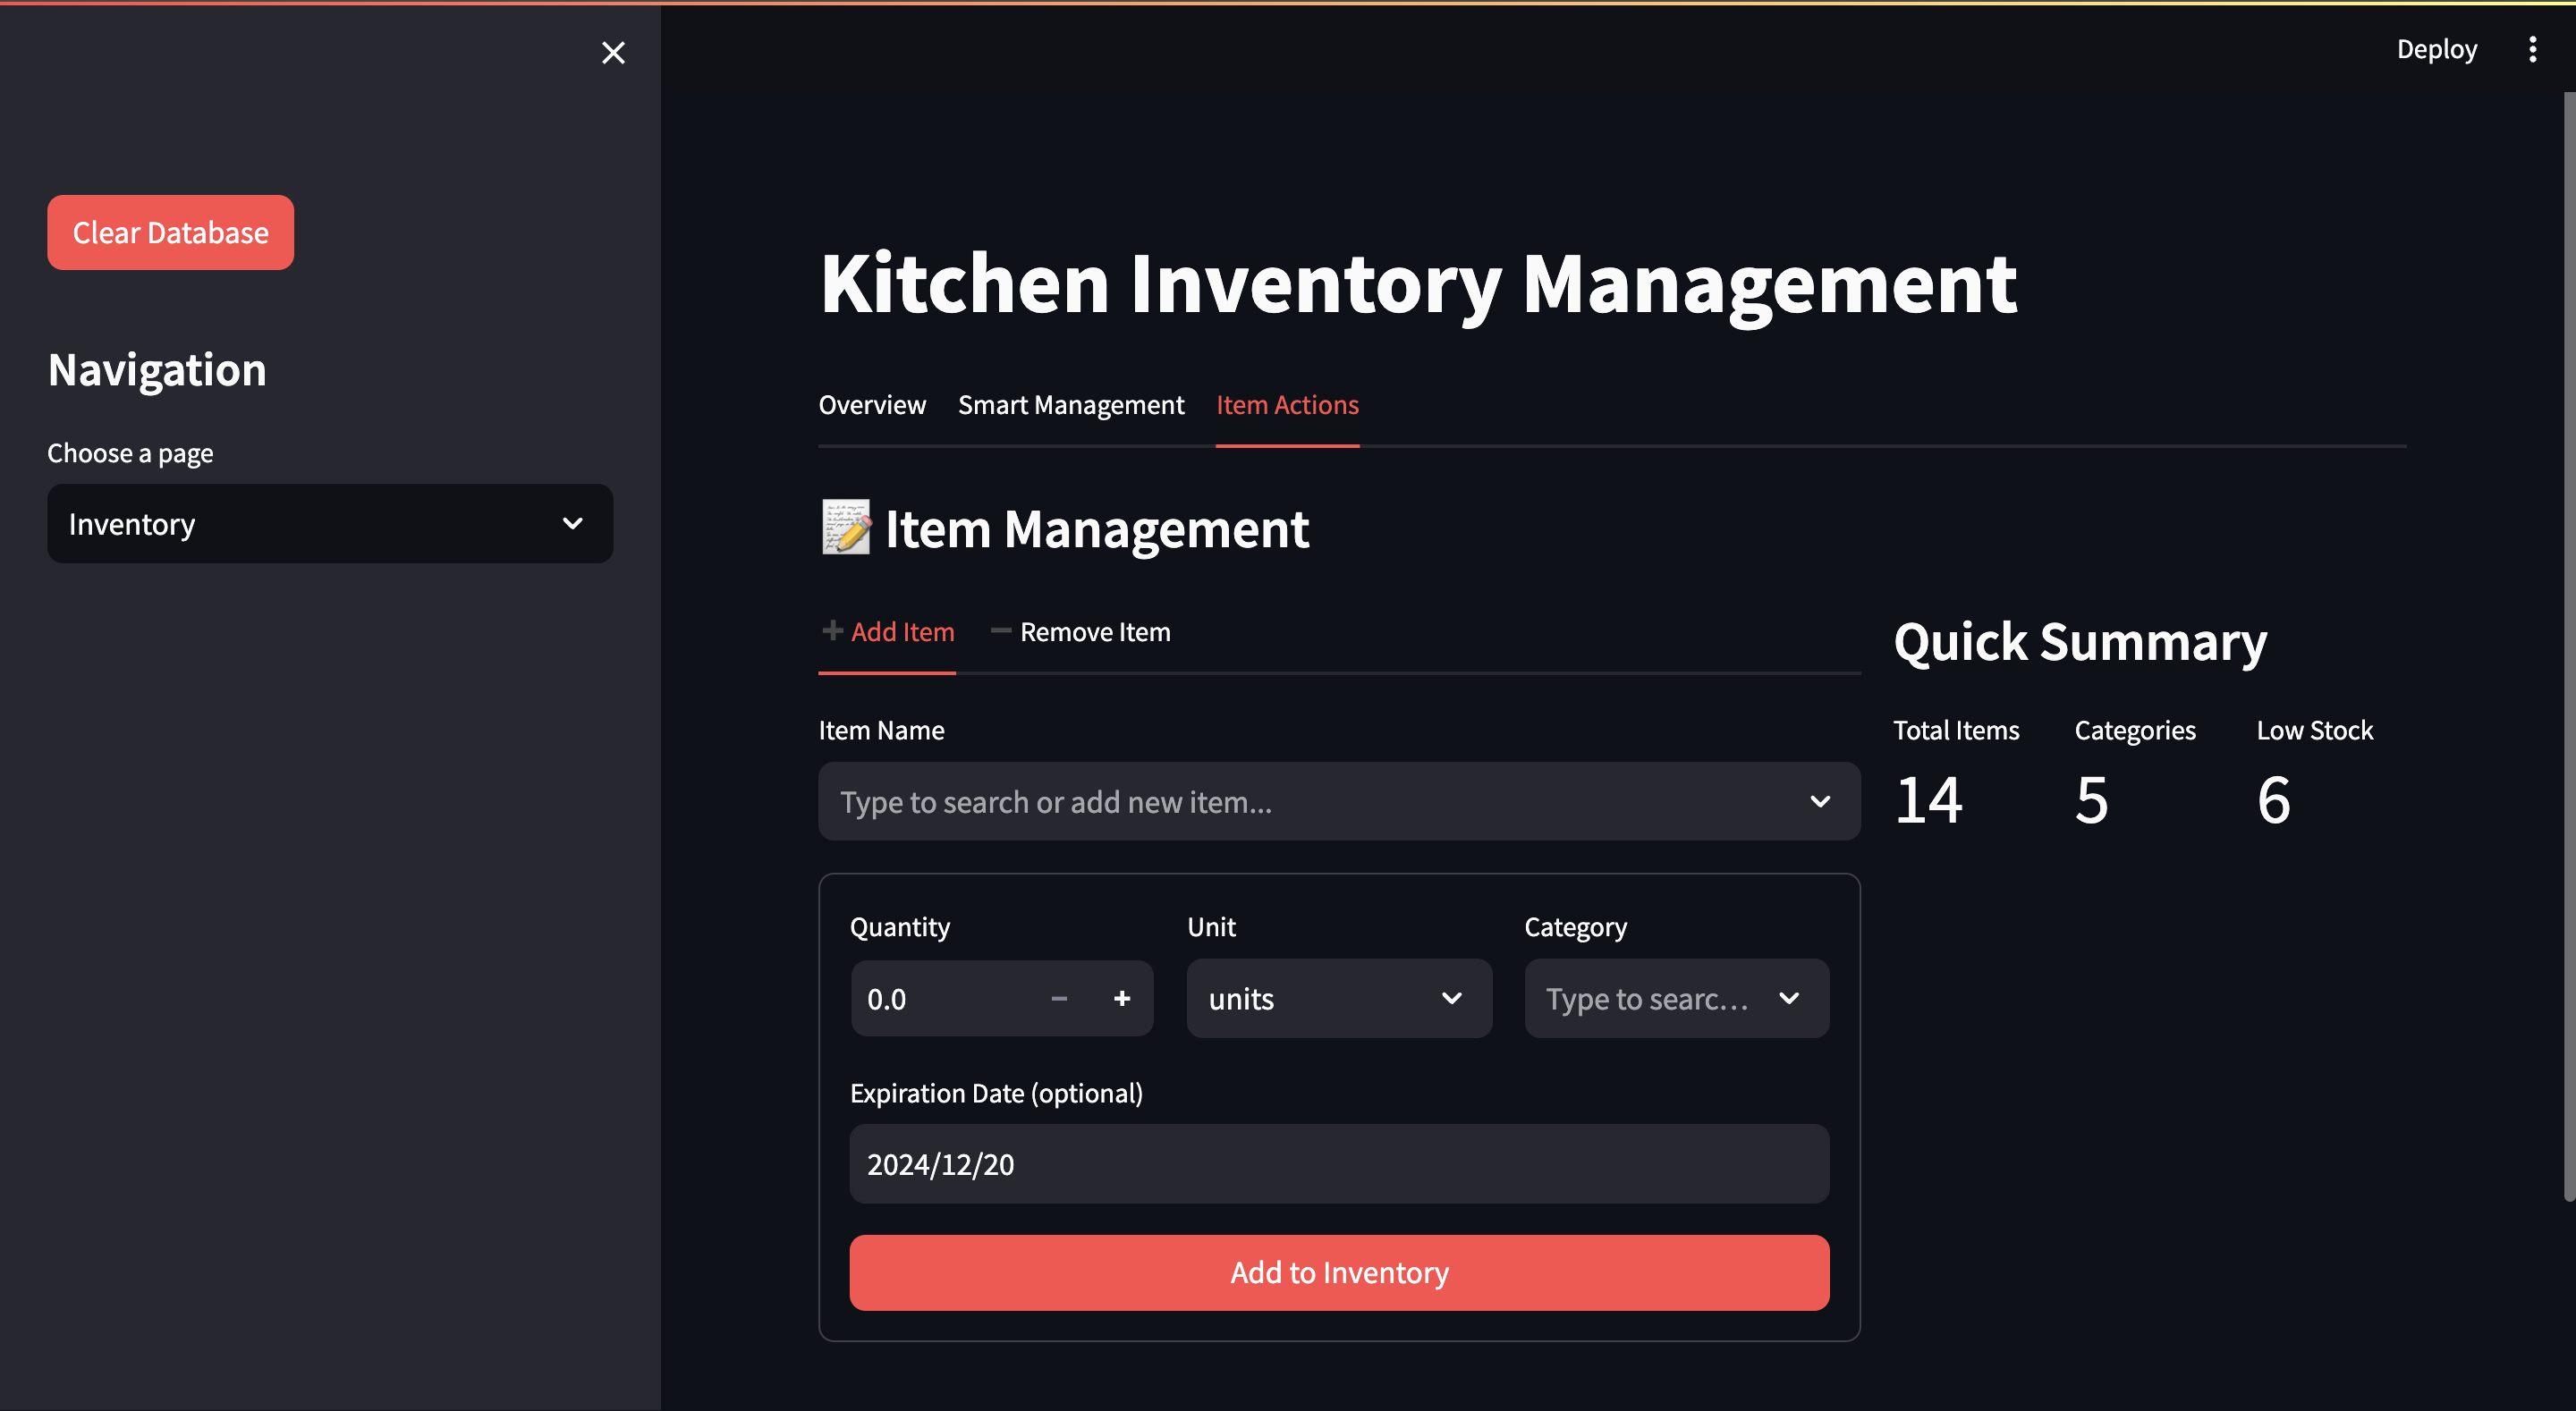 Deploy
Clear Database
Navigation
Choose a page
Inventory
Kitchen Inventory Management
Overview Smart Management Item Actions
Item Management
Add Item Remove Item
Item Name
Type to search or add new item...
Quantity Unit Category
0.0 units Type to searc...
Expiration Date (optional)
2024/12/20
Add to Inventory
Quick Summary
Total Items Categories Low Stock
14 5 6